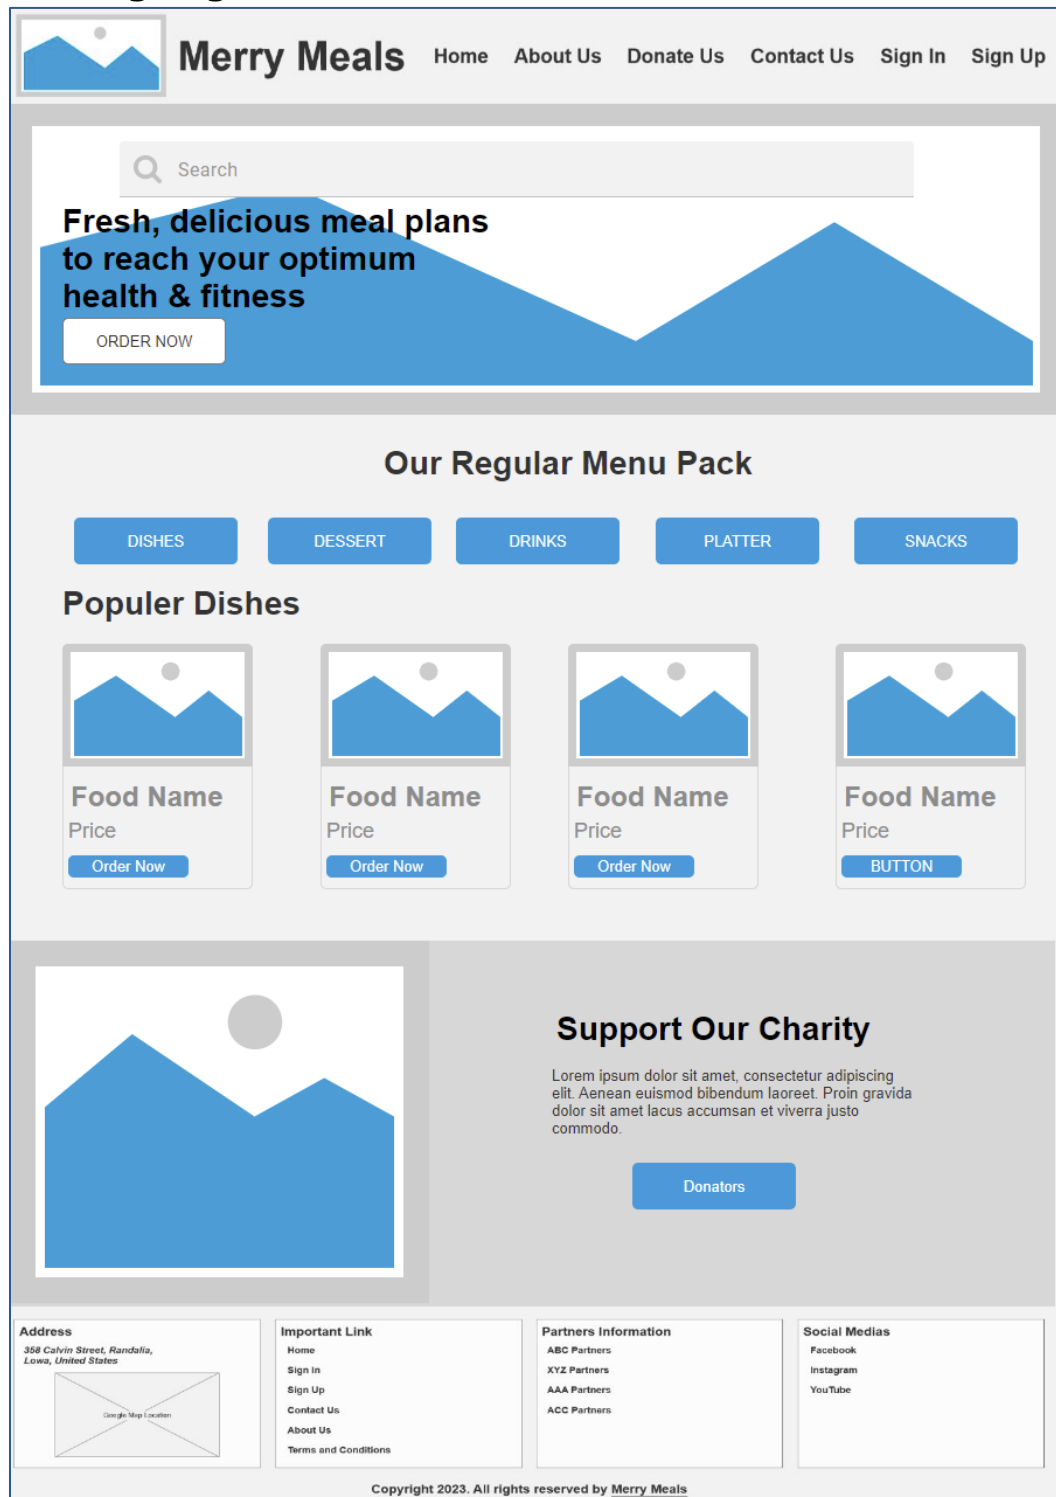 Merry Meals
Home About Us Donate Us Contact Us Sign In Sign Up
Search
Fresh, delicious meal plans
to reach your optimum
health & fitness
ORDER NOW
Our Regular Menu Pack
DISHES DESSERT DRINKS PLATTER SNACKS
Populer Dishes
Food Name Food Name Food Name Food Name
Price Price Price Price
Order Now Order Now Order Now BUTTON
Support Our Charity
Lorem ipsum dolor sit amet, consectetur adipiscing
elit. Aenean euismod bibendum laoreet. Proin gravida
dolor sit amet lacus accumsan et viverra justo
commodo.
Donators
Address
358 Calvin Street, Randalia,
Lowa, United States
Google Map Location
Important Link
Home
Sign In
Sign Up
Contact Us
About Us
Terms and Conditions
Partners Information
ABC Partners
XYZ Partners
AAA Partners
ACC Partners
Social Medias
Facebook
Instagram
YouTube
Copyright 2023. All rights reserved by Merry Meals